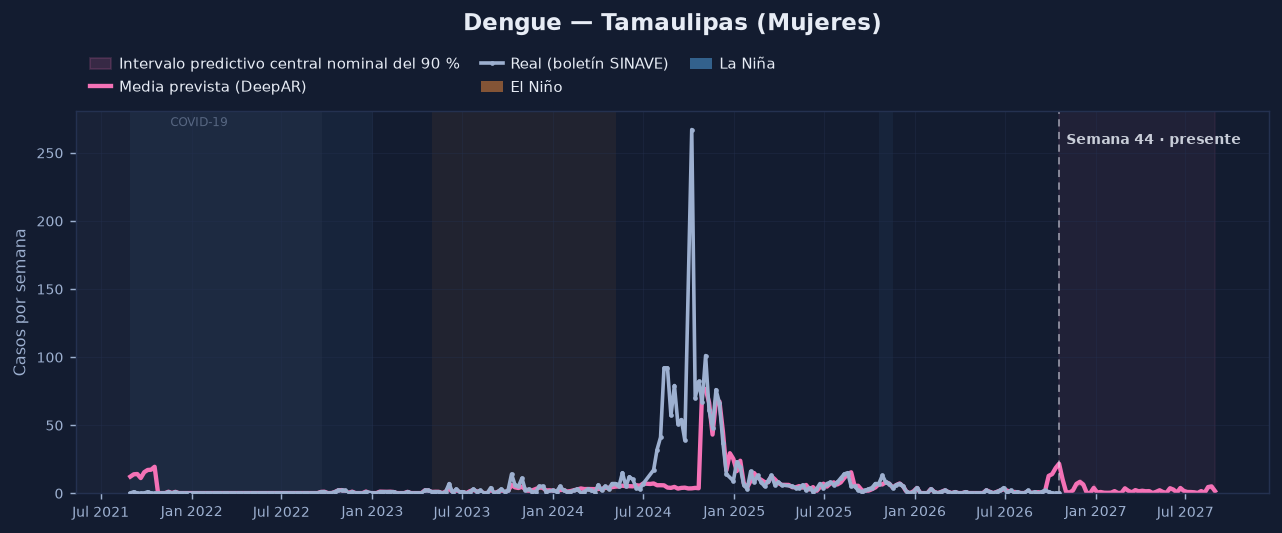 Dengue — Tamaulipas (Mujeres)
Intervalo predictivo central nominal del 90 %
Real (boletín SINAVE)
La Niña
Media prevista (DeepAR)
El Niño
COVID-19
Semana 44 · presente
Casos por semana
250
200
150
100
50
0
Jul 2021
Jan 2022
Jul 2022
Jan 2023
Jul 2023
Jan 2024
Jul 2024
Jan 2025
Jul 2025
Jan 2026
Jul 2026
Jan 2027
Jul 2027